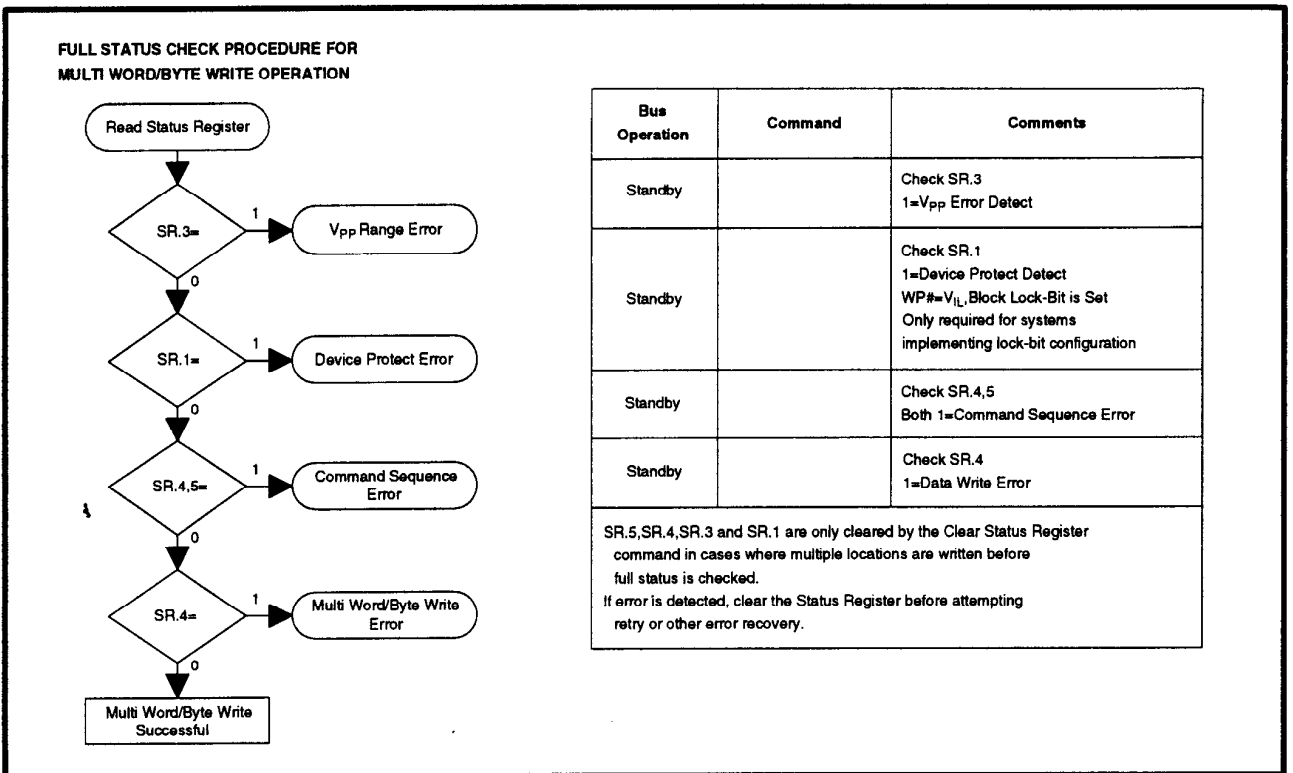 FULL STATUS CHECK PROCEDURE FOR
MULTI WORD/BYTE WRITE OPERATION
Read Status Register
SR.3=
1
VPP Range Error
0
SR.1=
1
Device Protect Error
0
SR.4,5=
1
Command Sequence
Error
0
SR.4=
1
Multi Word/Byte Write
Error
0
Multi Word/Byte Write
Successful
Bus
Operation
Command
Comments
Standby
Check SR.3
1=VPP Error Detect
Standby
Check SR.1
1=Device Protect Detect
WP#=VIL,Block Lock-Bit is Set
Only required for systems
implementing lock-bit configuration
Standby
Check SR.4,5
Both 1=Command Sequence Error
Standby
Check SR.4
1=Data Write Error
SR.5,SR.4,SR.3 and SR.1 are only cleared by the Clear Status Register
command in cases where multiple locations are written before
full status is checked.
If error is detected, clear the Status Register before attempting
retry or other error recovery.